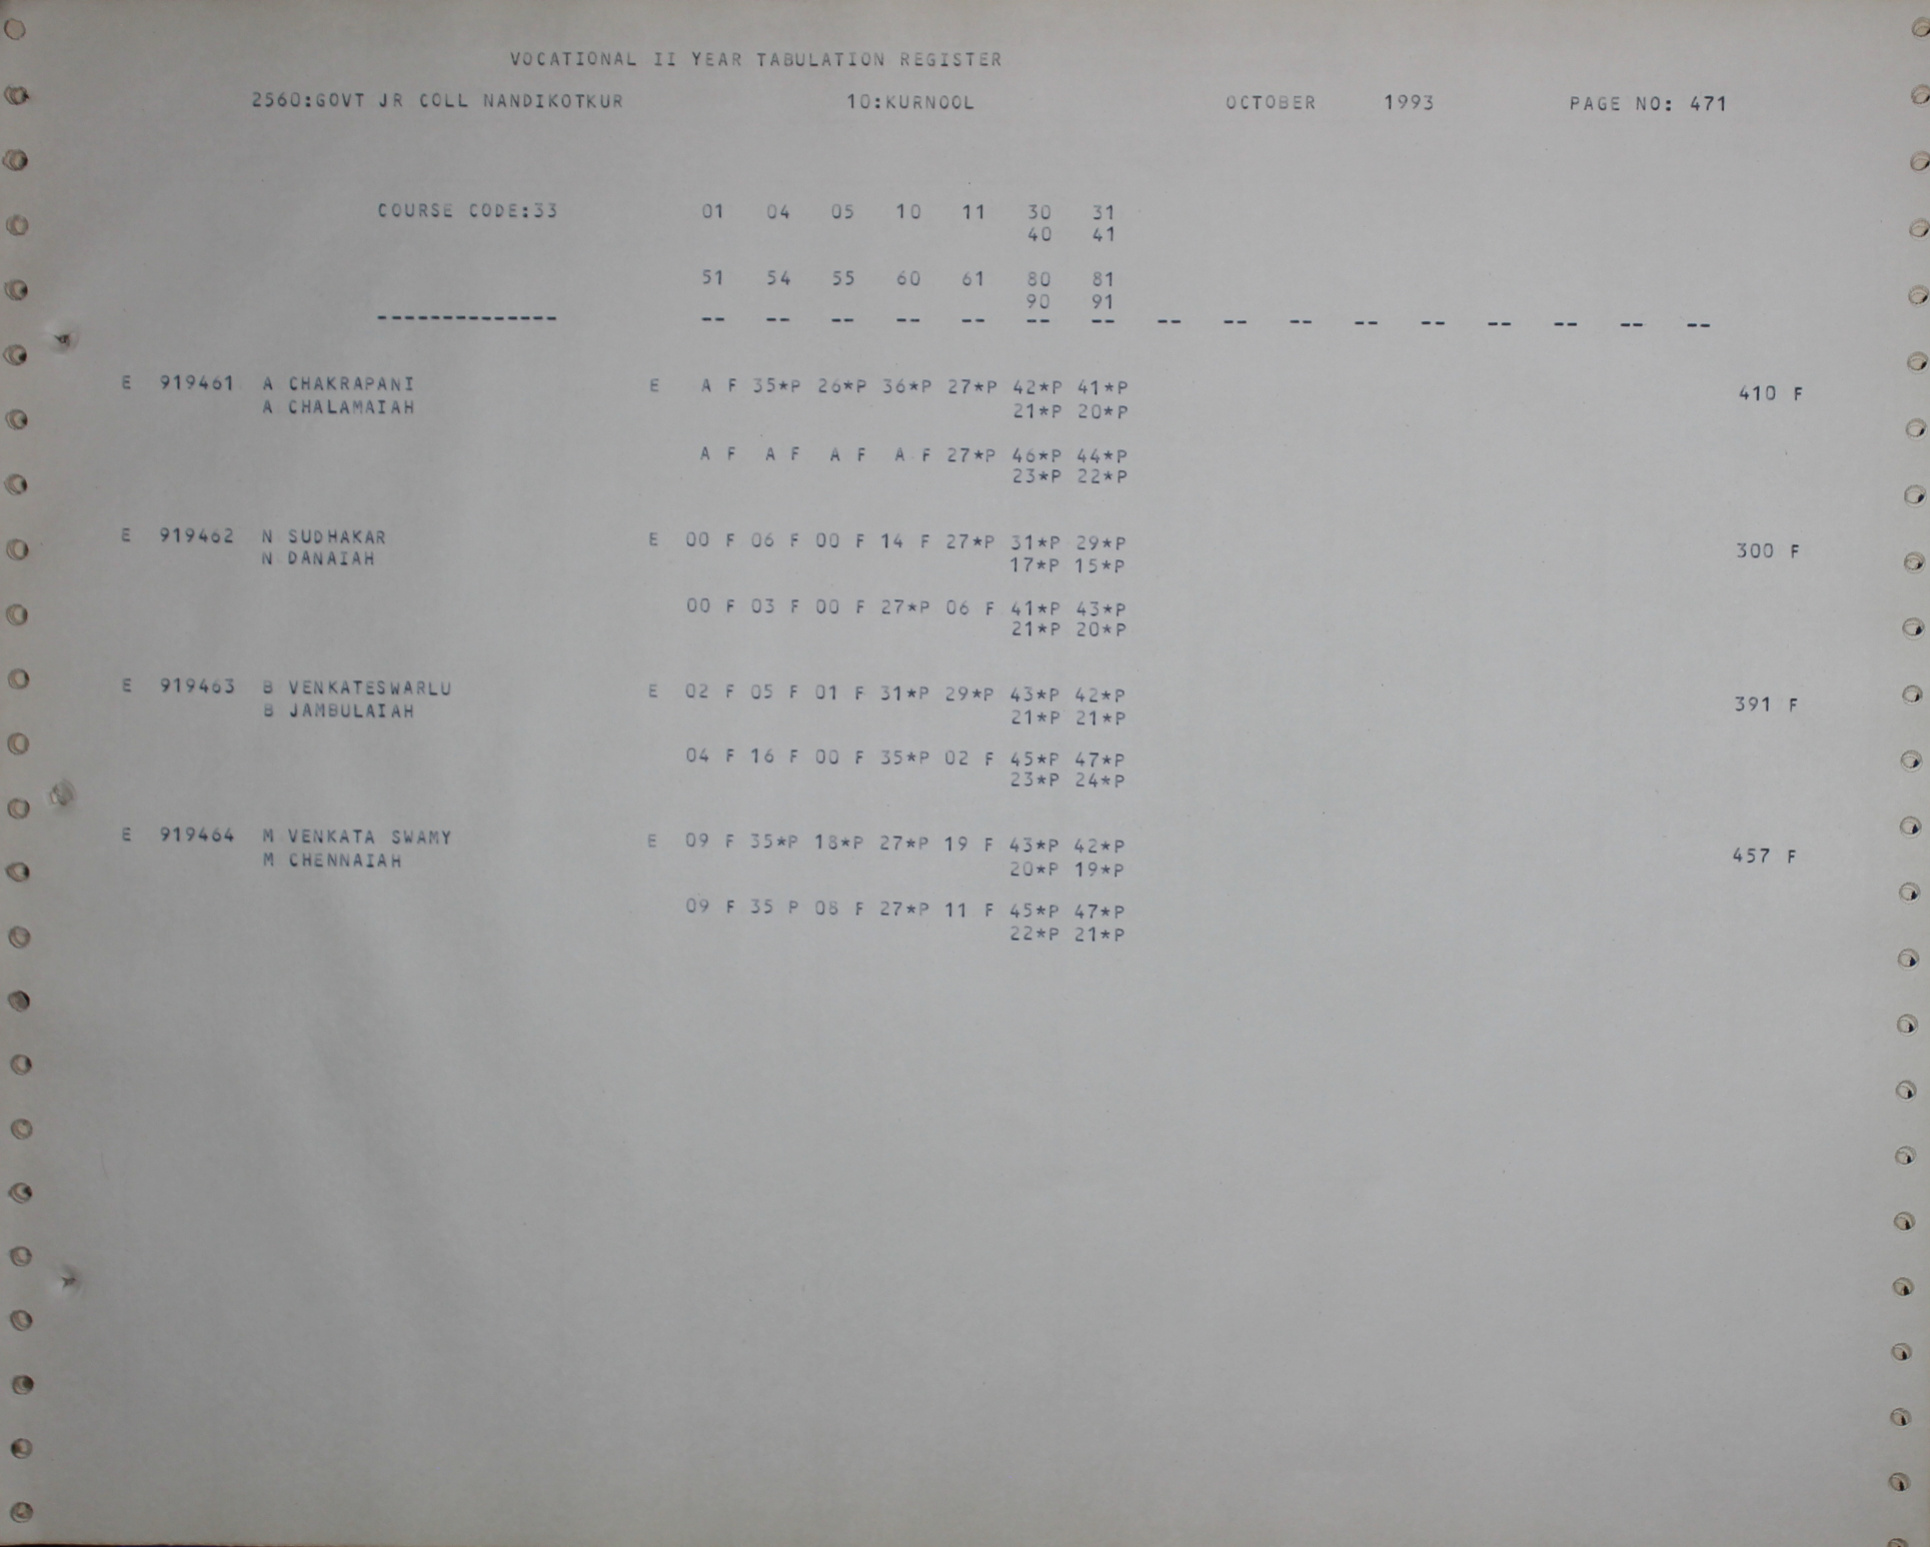 VOCATIONAL II YEAR TABULATION REGISTER
2560:GOVT JR COLL NANDIKOTKUR 10:KURNOOL OCTOBER 1993 PAGE NO: 471
COURSE CODE:33 01 04 05 10 11 30 31
40 41
51 54 55 60 61 80 81
90 91
-------------- -- -- -- -- -- -- -- -- -- -- -- -- -- -- -- --
E 919461 A CHAKRAPANI E A F 35*P 26*P 36*P 27*P 42*P 41*P 410 F
A CHALAMAIAH 21*P 20*P
A F A F A F A F 27*P 46*P 44*P
23*P 22*P
E 919462 N SUDHAKAR E 00 F 06 F 00 F 14 F 27*P 31*P 29*P 300 F
N DANAIAH 17*P 15*P
00 F 03 F 00 F 27*P 06 F 41*P 43*P
21*P 20*P
E 919463 B VENKATESWARLU E 02 F 05 F 01 F 31*P 29*P 43*P 42*P 391 F
B JAMBULAIAH 21*P 21*P
04 F 16 F 00 F 35*P 02 F 45*P 47*P
23*P 24*P
E 919464 M VENKATA SWAMY E 09 F 35*P 18*P 27*P 19 F 43*P 42*P 457 F
M CHENNAIAH 20*P 19*P
09 F 35 P 08 F 27*P 11 F 45*P 47*P
22*P 21*P